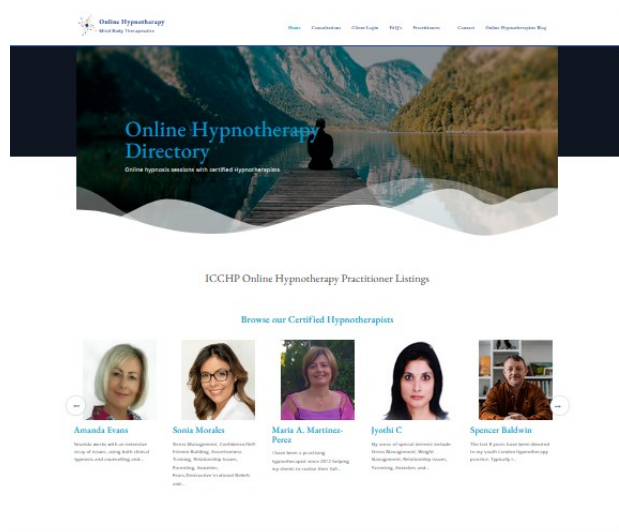 Online Hypnotherapy
Mind Body Therapeutics
Home Consultations Client Login FAQ's Practitioners Contact Online Hypnotherapists Blog
Online Hypnotherapy
Directory
Online hypnosis sessions with certified Hypnotherapists
ICCHP Online Hypnotherapy Practitioner Listings
Browse our Certified Hypnotherapists
Amanda Evans
Amanda works with an extensive
array of issues, using both clinical
hypnosis and counselling and...
Sonia Morales
Stress Management, Confidence/Self-
Esteem Building, Assertiveness
Training, Relationship Issues,
Parenting, Anxieties,
Fears, Destructive Irrational Beliefs
and...
Maria A. Martinez-
Perez
I have been a practising
hypnotherapist since 2012 helping
my clients to realise their full...
Jyothi C
My areas of special interest include:
Stress Management, Weight
Management, Relationship Issues,
Parenting, Anxieties and...
Spencer Baldwin
The last 8 years have been devoted
to my south London hypnotherapy
practice. Typically I...